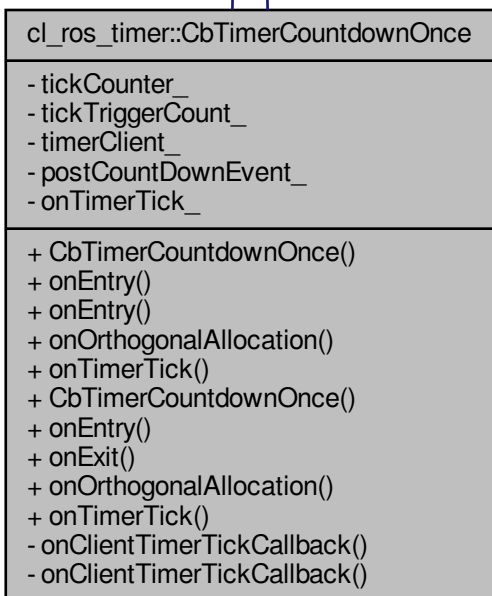 cl_ros_timer::CbTimerCountdownOnce
- tickCounter_
- tickTriggerCount_
- timerClient_
- postCountDownEvent_
- onTimerTick_
+ CbTimerCountdownOnce()
+ onEntry()
+ onEntry()
+ onOrthogonalAllocation()
+ onTimerTick()
+ CbTimerCountdownOnce()
+ onEntry()
+ onExit()
+ onOrthogonalAllocation()
+ onTimerTick()
- onClientTimerTickCallback()
- onClientTimerTickCallback()